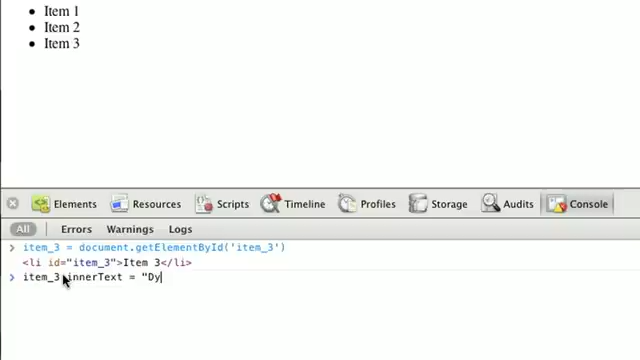 Item 1
Item 2
Item 3
Elements Resources Scripts Timeline Profiles Storage Audits Console
All Errors Warnings Logs
> item_3 = document.getElementById('item_3')
<li id="item_3">Item 3</li>
> item_3.innerText = "Dy